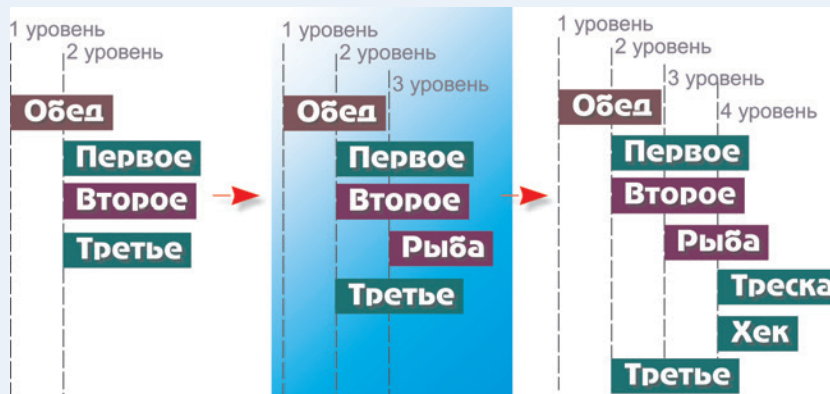 1 уровень
2 уровень
Обед
Первое
Второе
Третье
1 уровень
2 уровень
3 уровень
Обед
Первое
Второе
Рыба
Третье
1 уровень
2 уровень
3 уровень
4 уровень
Обед
Первое
Второе
Рыба
Треска
Хек
Третье